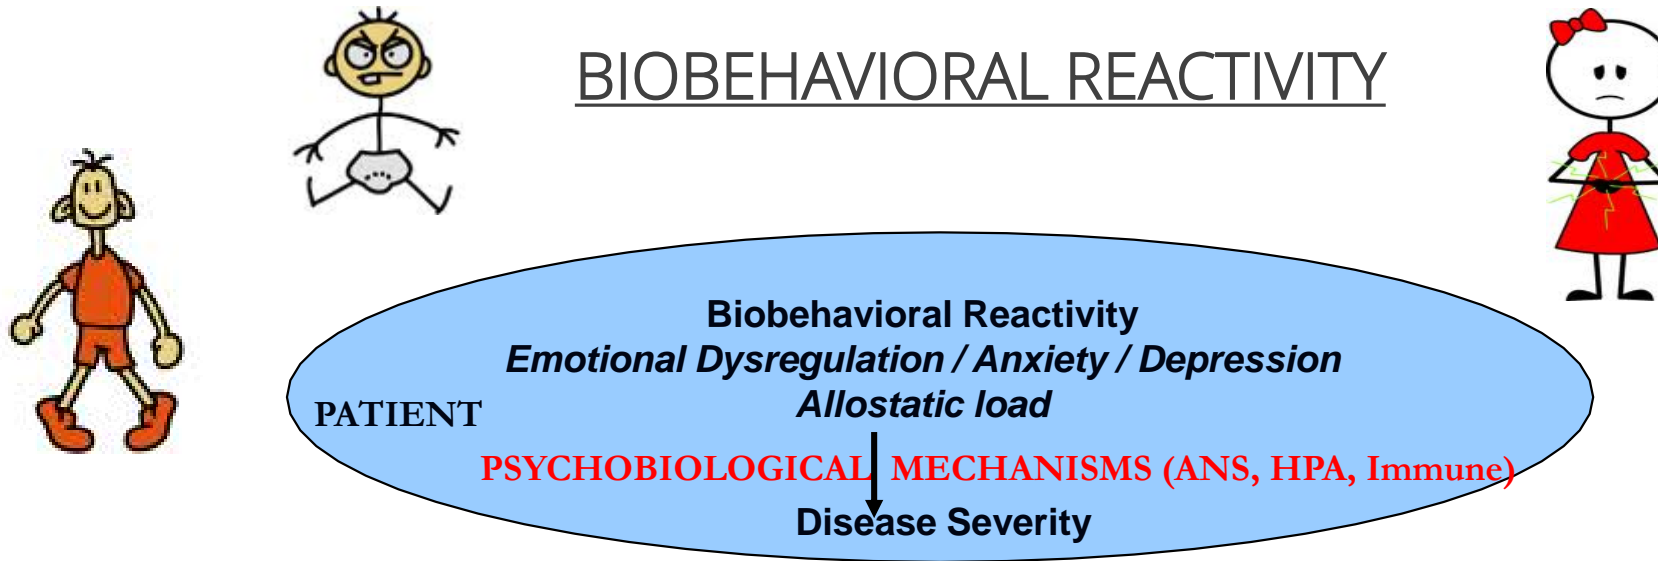 BIOBEHAVIORAL REACTIVITY
Biobehavioral Reactivity
Emotional Dysregulation / Anxiety / Depression
Allostatic load
PATIENT
PSYCHOBIOLOGICAL MECHANISMS (ANS, HPA, Immune)
Disease Severity